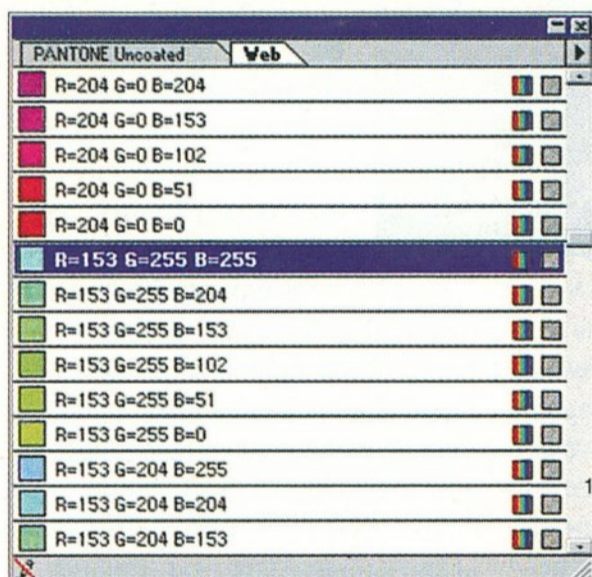 PANTONE Uncoated Web
R=204 G=0 B=204
R=204 G=0 B=153
R=204 G=0 B=102
R=204 G=0 B=51
R=204 G=0 B=0
R=153 G=255 B=255
R=153 G=255 B=204
R=153 G=255 B=153
R=153 G=255 B=102
R=153 G=255 B=51
R=153 G=255 B=0
R=153 G=204 B=255
R=153 G=204 B=204
R=153 G=204 B=153
1